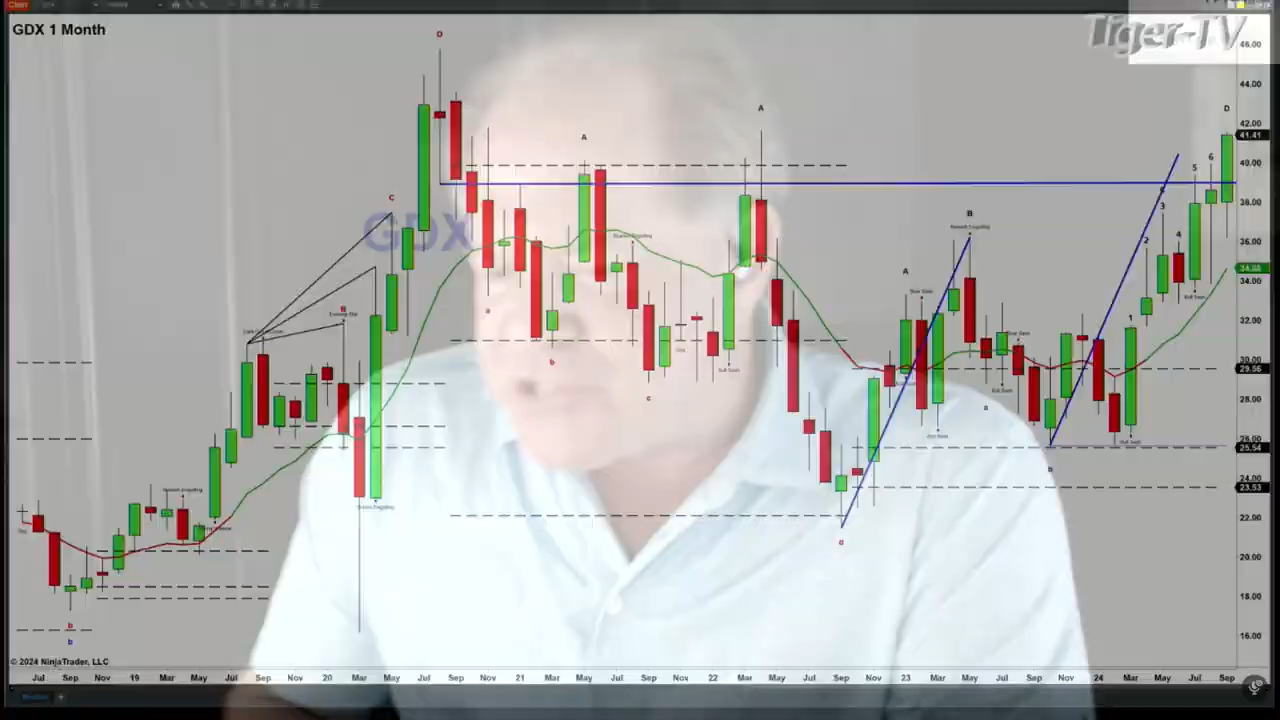 GDX 1 Month
Tiger-TV
GDX
D
C
B
b
b
a
b
A
c
A
a
A
B
a
b
1
2
3
4
5
6
D
46.00
44.00
42.00
41.41
40.00
38.00
36.00
34.00
32.00
30.00
29.56
28.00
26.00
25.54
24.00
23.53
22.00
20.00
18.00
16.00
© 2024 NinjaTrader, LLC
Jul Sep Nov 19 Mar May Jul Sep Nov 20 Mar May Jul Sep Nov 21 Mar May Jul Sep Nov 22 Mar May Jul Sep Nov 23 Mar May Jul Sep Nov 24 Mar May Jul Sep